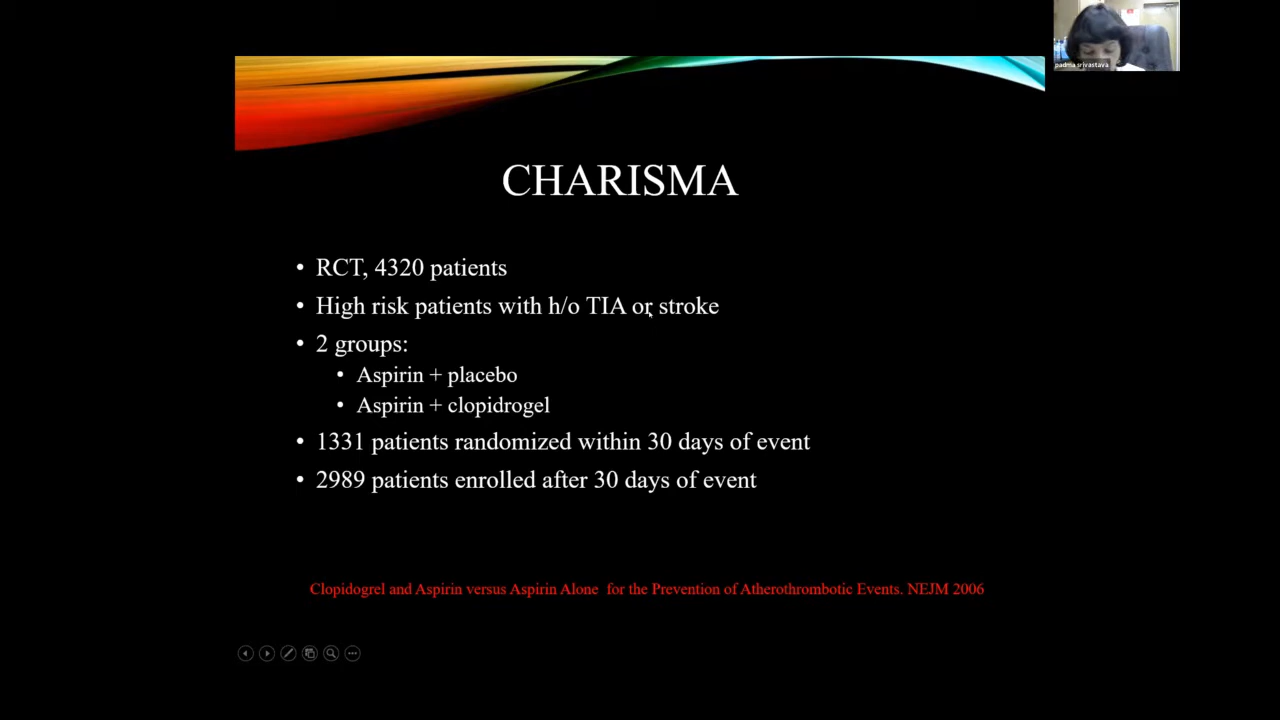 padma srivastava
CHARISMA
• RCT, 4320 patients
• High risk patients with h/o TIA or stroke
• 2 groups:
• Aspirin + placebo
• Aspirin + clopidrogel
• 1331 patients randomized within 30 days of event
• 2989 patients enrolled after 30 days of event
Clopidogrel and Aspirin versus Aspirin Alone for the Prevention of Atherothrombotic Events. NEJM 2006